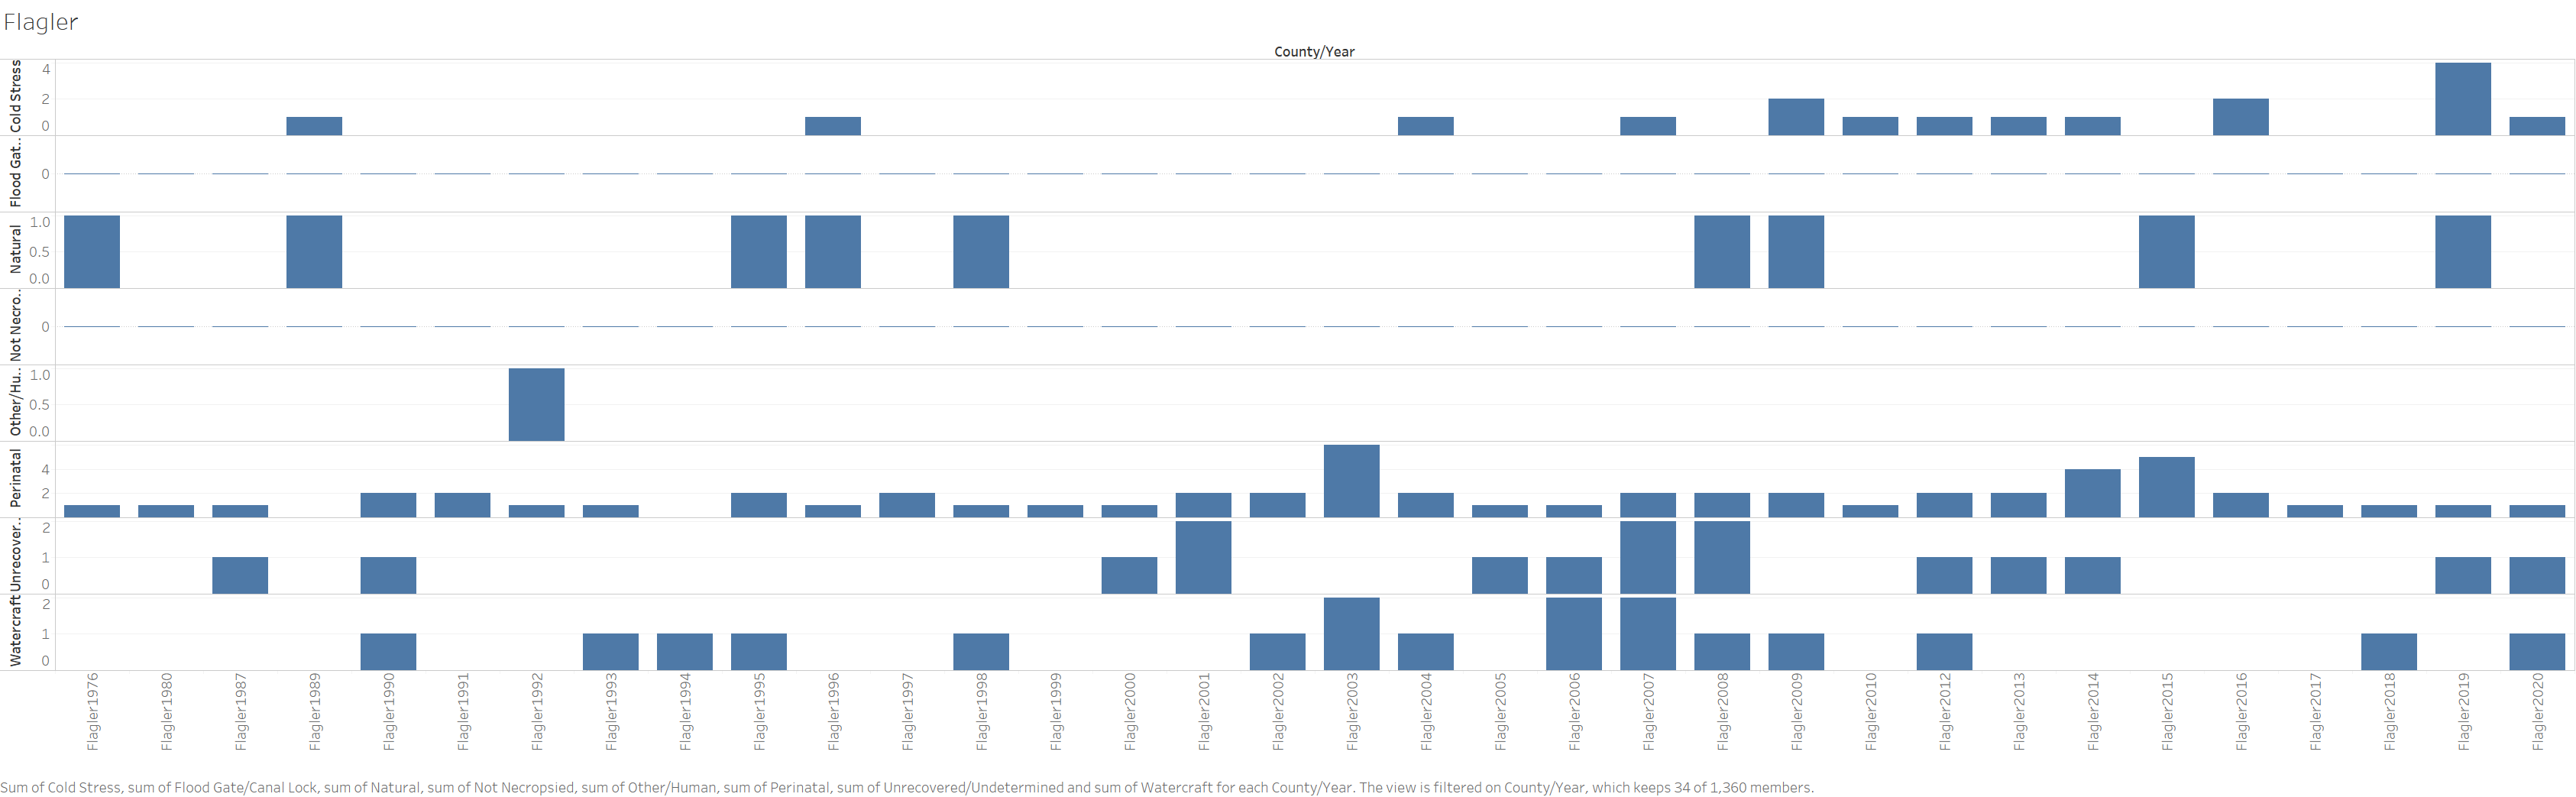 Flagler
County/Year
Cold Stress
4
2
0
Flood Gat..
0
Natural
1.0
0.5
0.0
Not Necro..
0
Other/Hu..
1.0
0.5
0.0
Perinatal
4
2
Unrecover..
2
1
0
Watercraft
2
1
0
Flagler1976
Flagler1980
Flagler1987
Flagler1989
Flagler1990
Flagler1991
Flagler1992
Flagler1993
Flagler1994
Flagler1995
Flagler1996
Flagler1997
Flagler1998
Flagler1999
Flagler2000
Flagler2001
Flagler2002
Flagler2003
Flagler2004
Flagler2005
Flagler2006
Flagler2007
Flagler2008
Flagler2009
Flagler2010
Flagler2012
Flagler2013
Flagler2014
Flagler2015
Flagler2016
Flagler2017
Flagler2018
Flagler2019
Flagler2020
Sum of Cold Stress, sum of Flood Gate/Canal Lock, sum of Natural, sum of Not Necropsied, sum of Other/Human, sum of Perinatal, sum of Unrecovered/Undetermined and sum of Watercraft for each County/Year. The view is filtered on County/Year, which keeps 34 of 1,360 members.